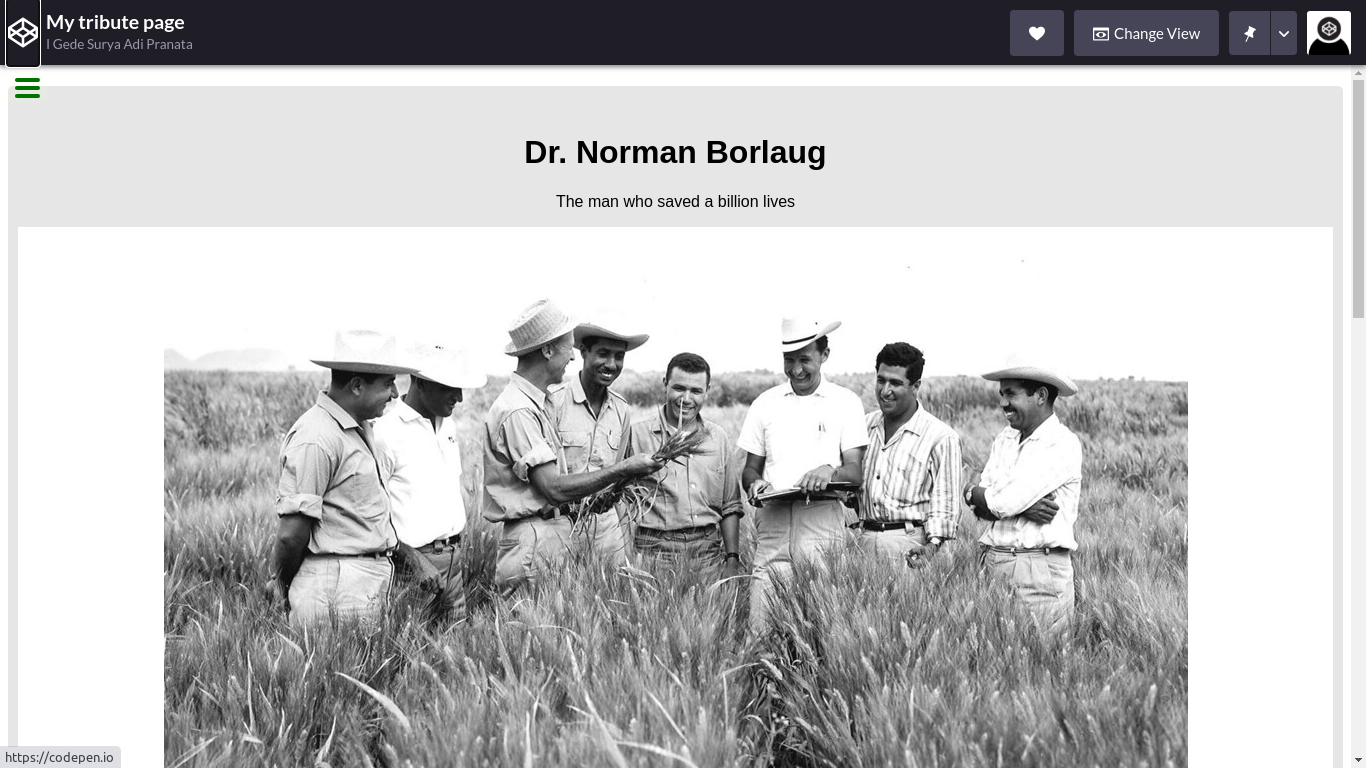 My tribute page
I Gede Surya Adi Pranata
Change View
Dr. Norman Borlaug
The man who saved a billion lives
https://codepen.io